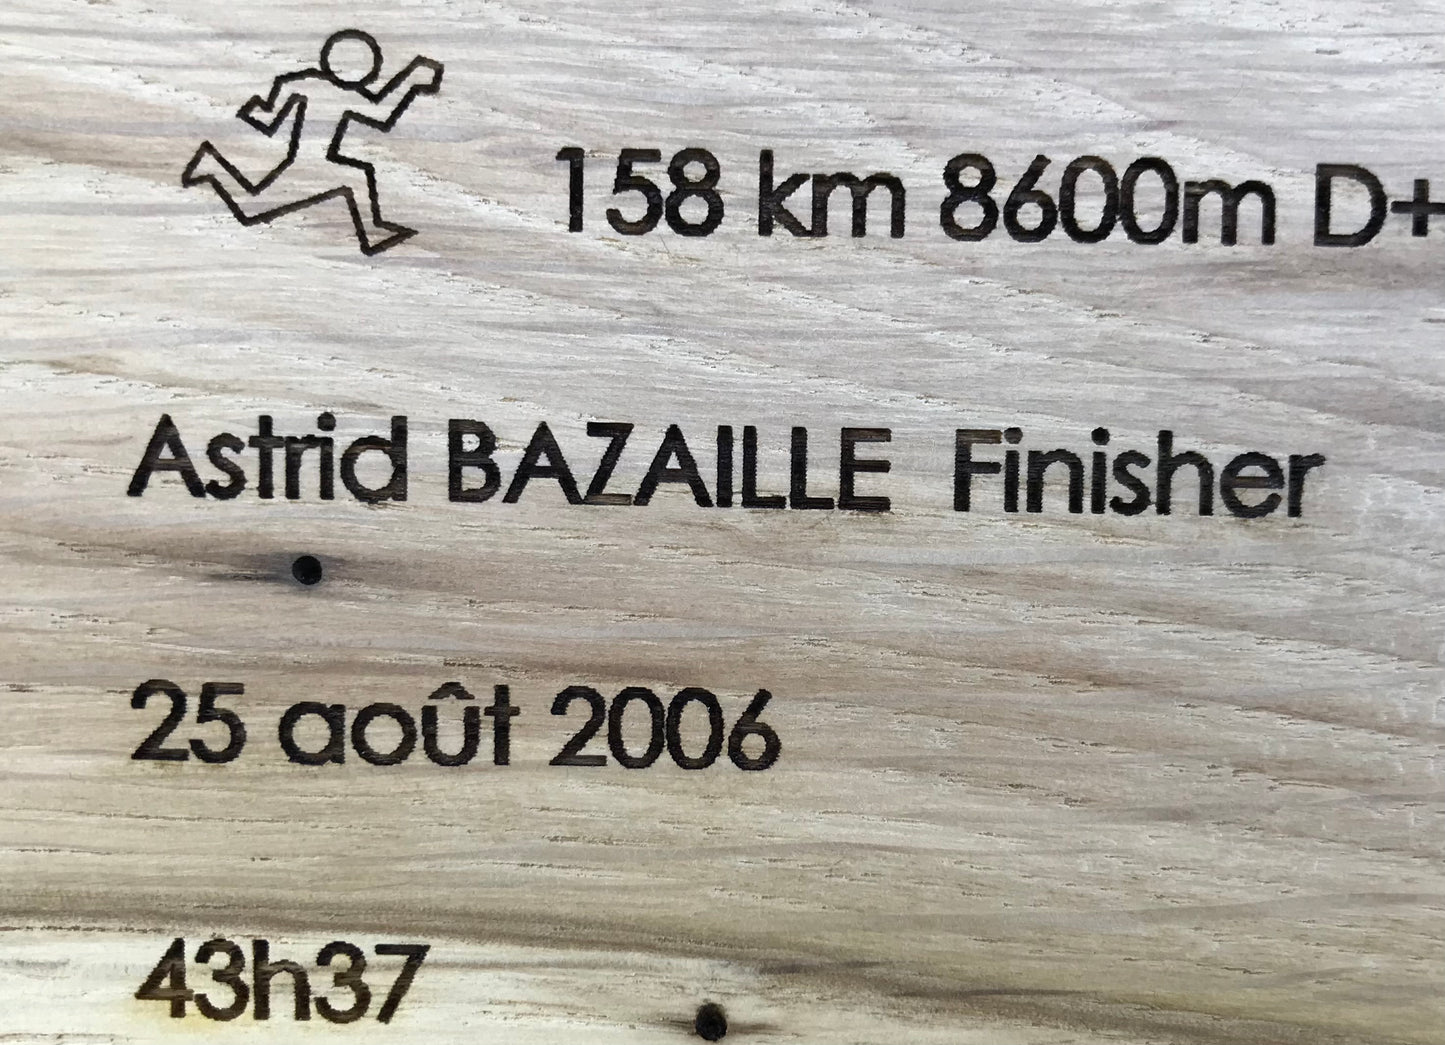 158 km 8600m D+
Astrid BAZAILLE Finisher
25 août 2006
43h37